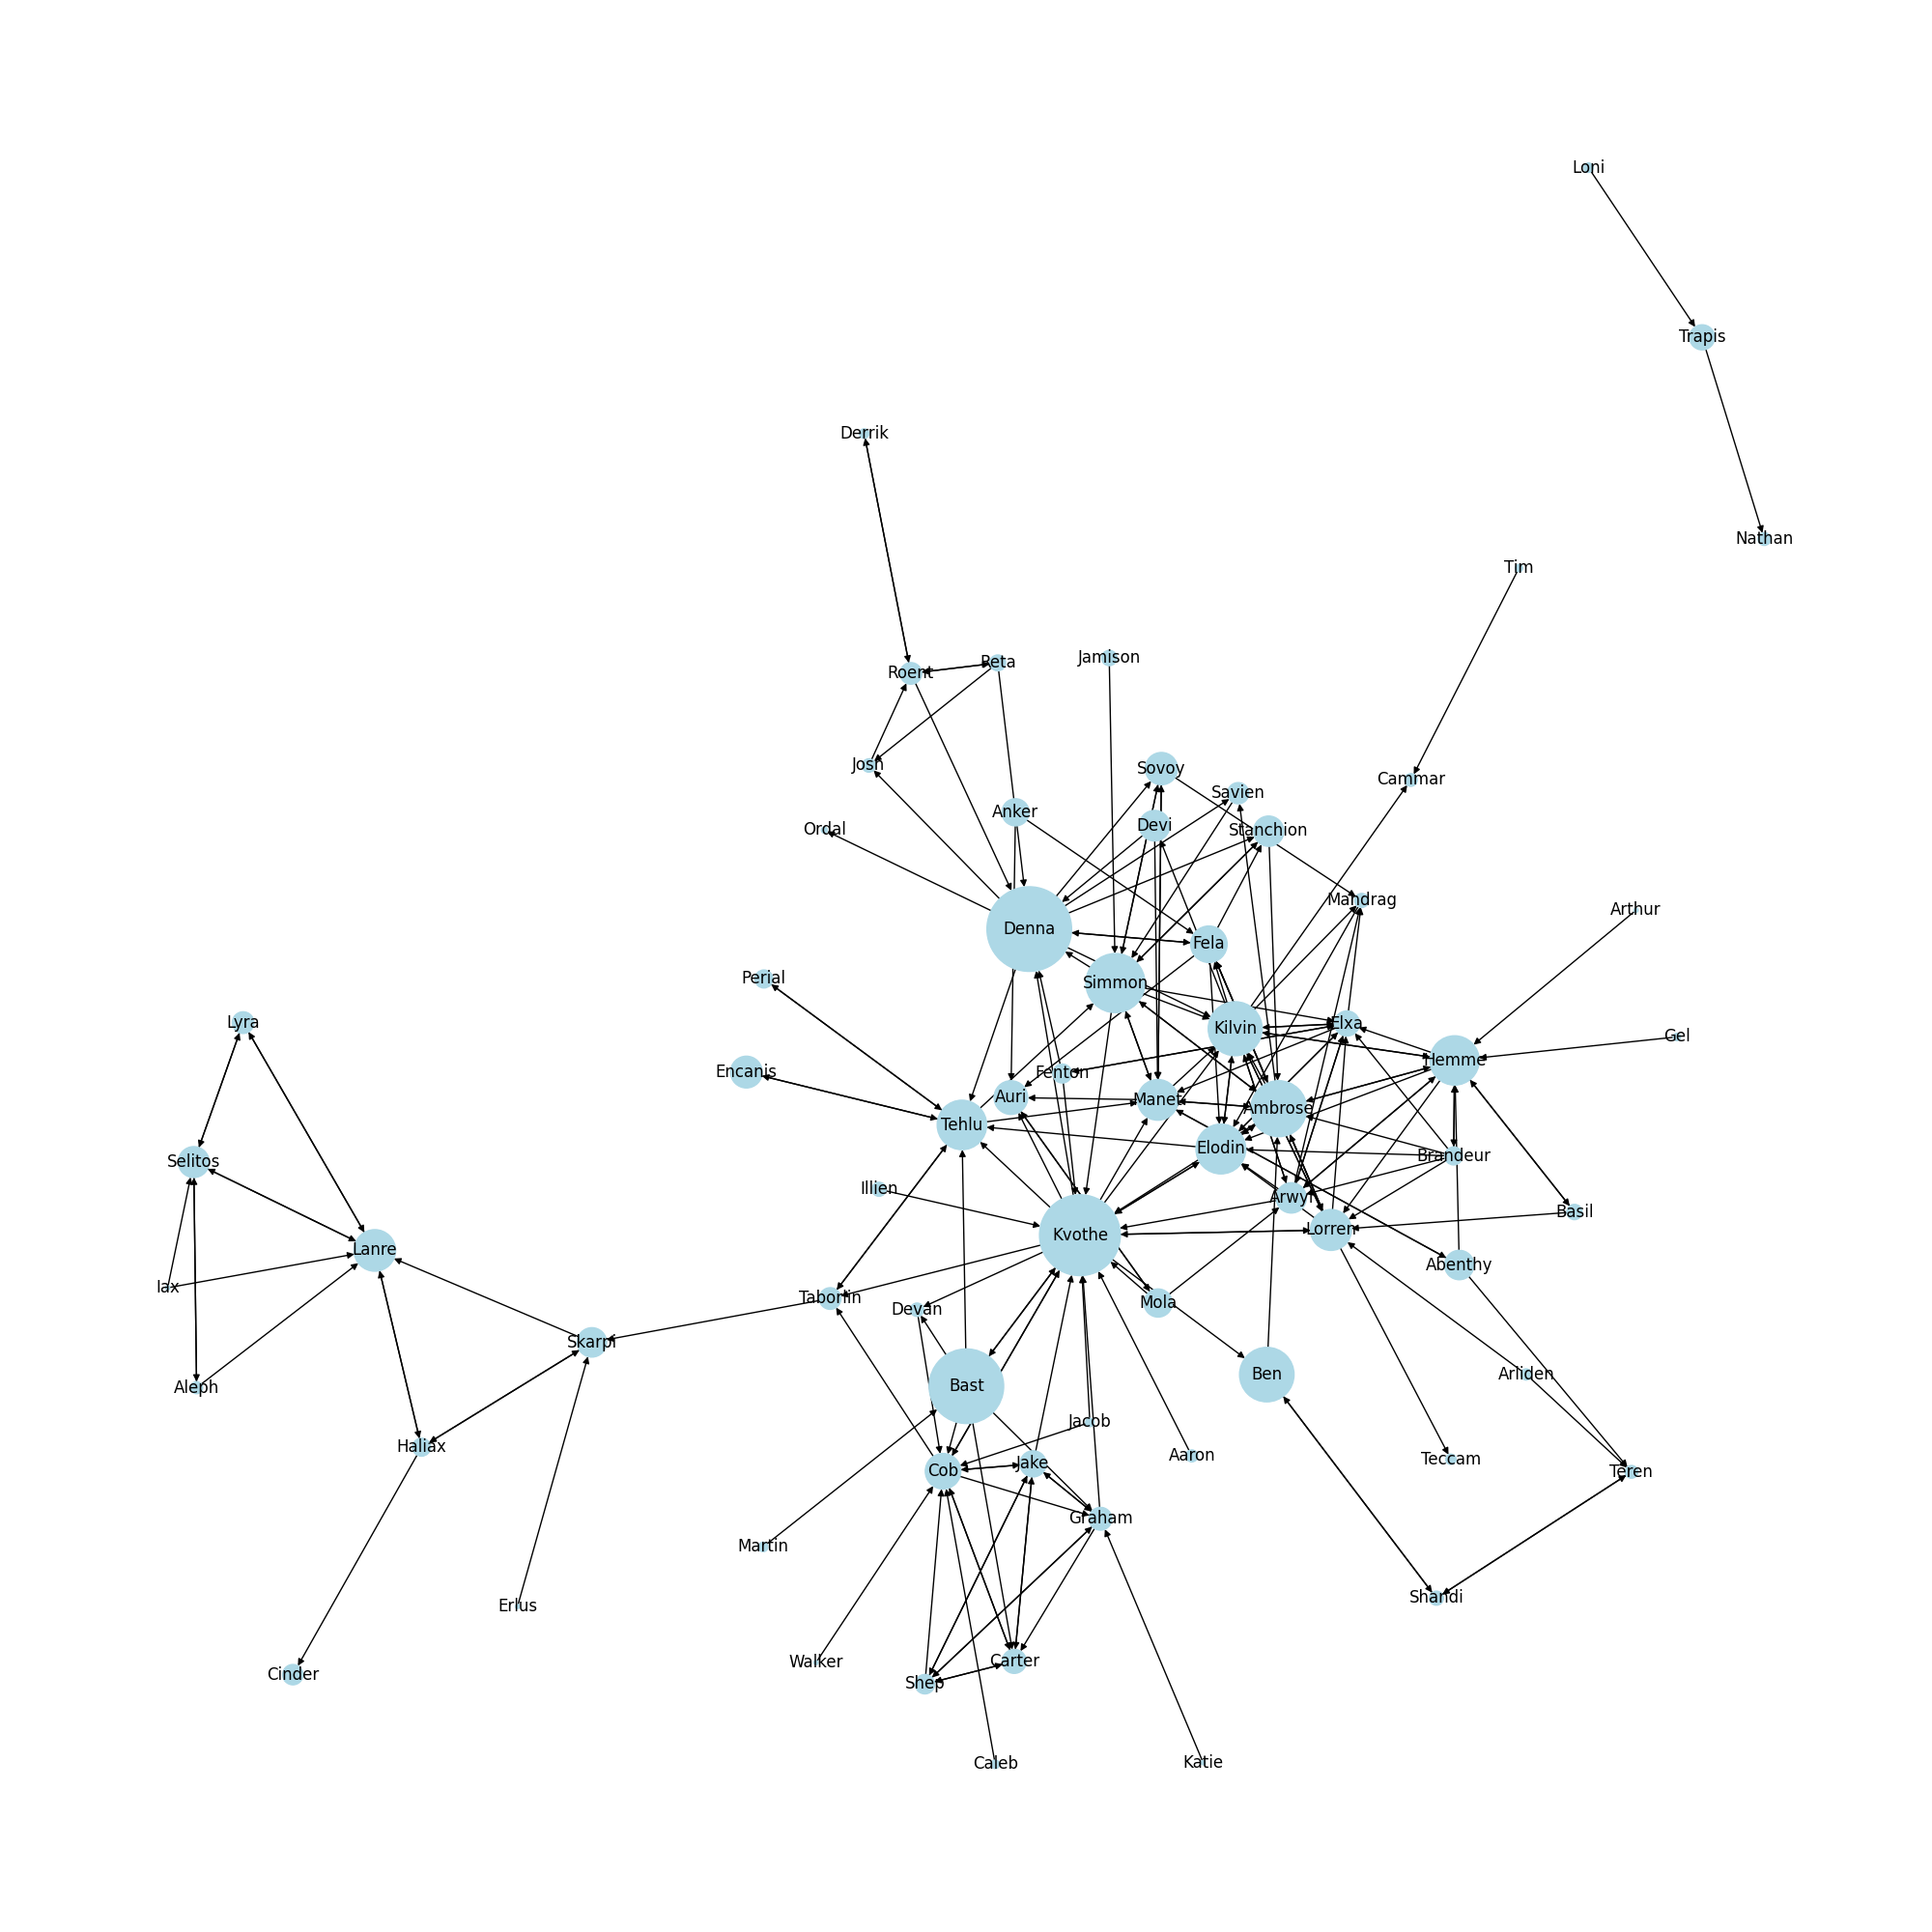 Loni
Trapis
Derrik
Nathan
Tim
Jamison
Reta
Roent
Josh
Sovoy
Cammar
Savien
Anker
Devi
Ordal
Stanchion
Mandrag
Arthur
Denna
Fela
Perial
Simmon
Lyra
Elxa
Kilvin
Gel
Hemme
Encanis
Fenton
Auri
Manet
Ambrose
Tehlu
Elodin
Brandeur
Selitos
Illien
Arwyl
Basil
Lorren
Kvothe
Lanre
Abenthy
Iax
Taborlin
Mola
Devan
Skarpi
Ben
Arliden
Bast
Aleph
Jacob
Haliax
Aaron
Teccam
Jake
Cob
Teren
Graham
Martin
Shandi
Erlus
Carter
Walker
Cinder
Shep
Caleb
Katie